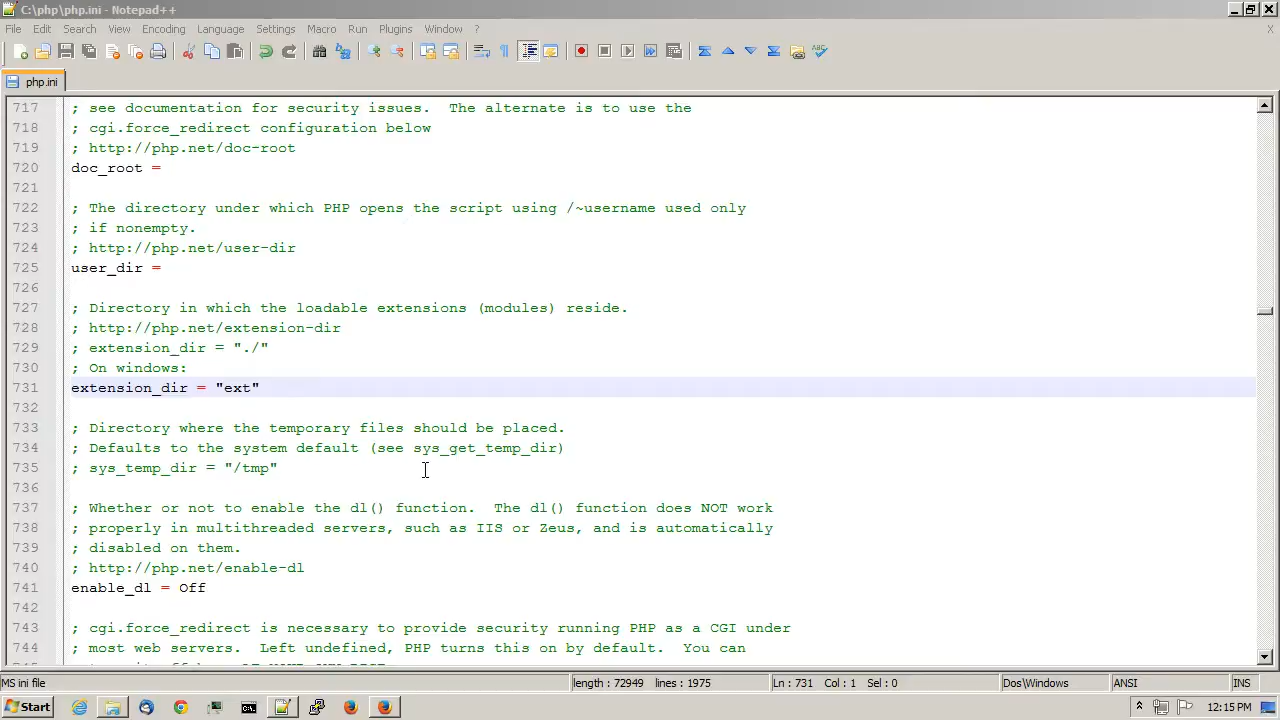 C:\php\php.ini - Notepad++
File Edit Search View Encoding Language Settings Macro Run Plugins Window ? X
php.ini
717 ; see documentation for security issues.  The alternate is to use the
718 ; cgi.force_redirect configuration below
719 ; http://php.net/doc-root
720 doc_root =
721
722 ; The directory under which PHP opens the script using /~username used only
723 ; if nonempty.
724 ; http://php.net/user-dir
725 user_dir =
726
727 ; Directory in which the loadable extensions (modules) reside.
728 ; http://php.net/extension-dir
729 ; extension_dir = "./"
730 ; On windows:
731 extension_dir = "ext"
732
733 ; Directory where the temporary files should be placed.
734 ; Defaults to the system default (see sys_get_temp_dir)
735 ; sys_temp_dir = "/tmp"
736
737 ; Whether or not to enable the dl() function.  The dl() function does NOT work
738 ; properly in multithreaded servers, such as IIS or Zeus, and is automatically
739 ; disabled on them.
740 ; http://php.net/enable-dl
741 enable_dl = Off
742
743 ; cgi.force_redirect is necessary to provide security running PHP as a CGI under
744 ; most web servers.  Left undefined, PHP turns this on by default.  You can
MS ini file length : 72949 lines : 1975 Ln : 731 Col : 1 Sel : 0 Dos\Windows ANSI INS
Start 12:15 PM